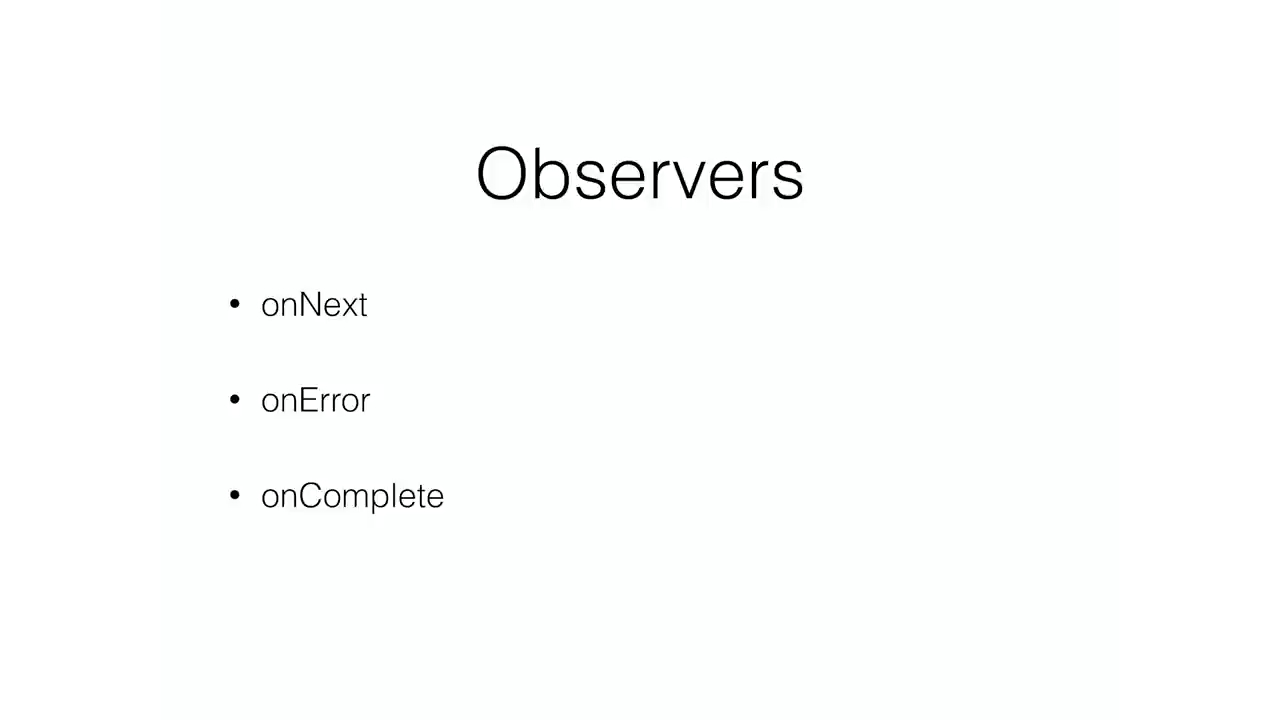 Observers
• onNext
• onError
• onComplete